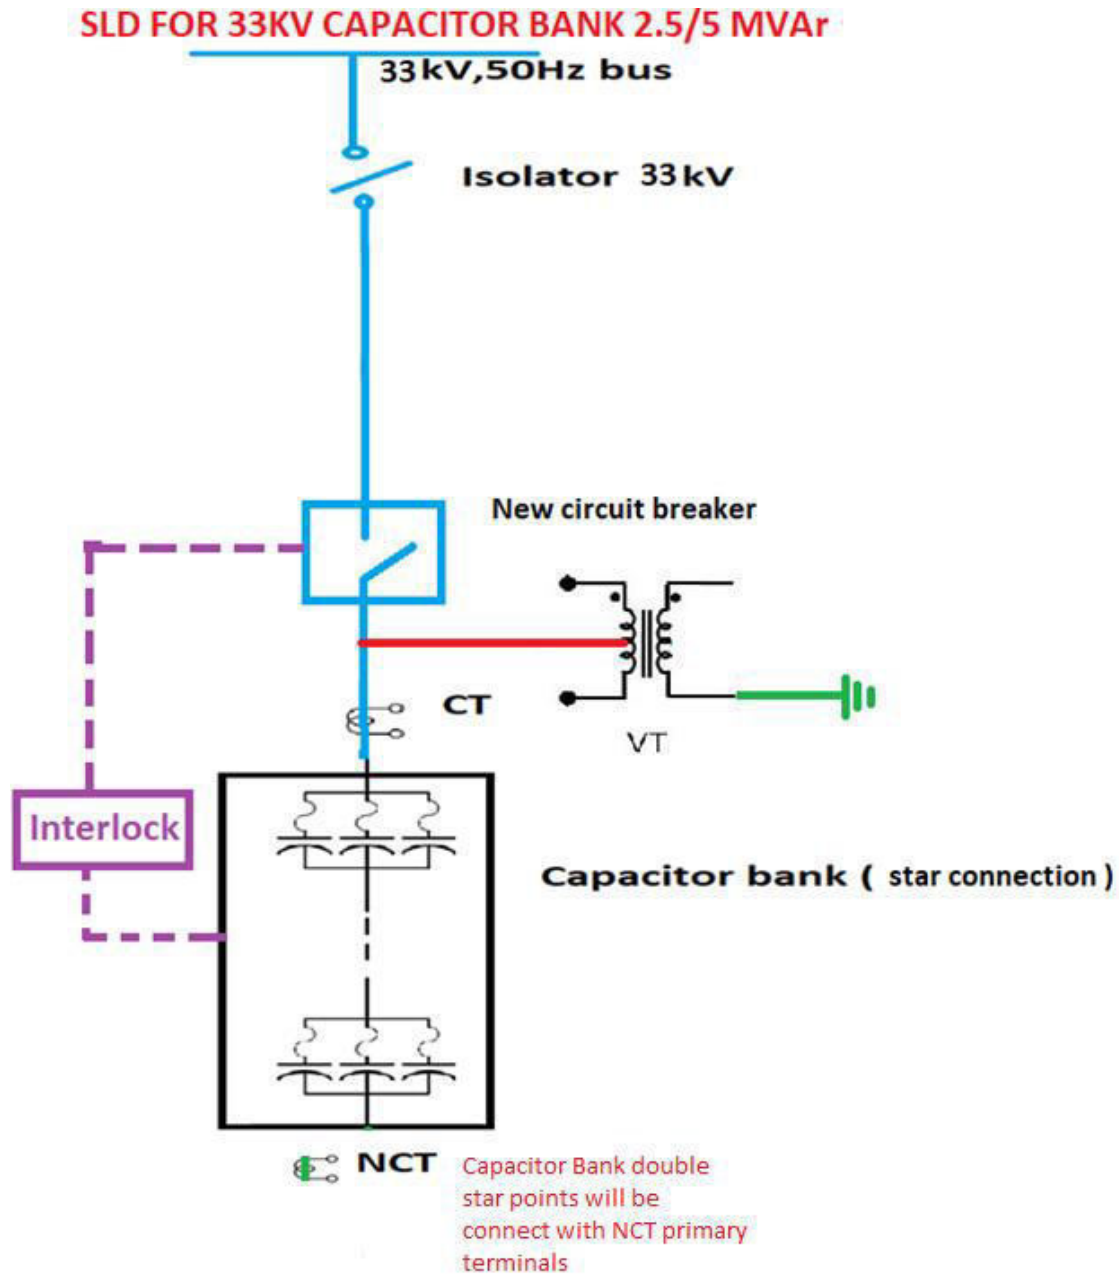 SLD FOR 33KV CAPACITOR BANK 2.5/5 MVAr
33kV,50Hz bus
Isolator 33kV
New circuit breaker
CT
VT
Interlock
Capacitor bank ( star connection )
NCT
Capacitor Bank double
star points will be
connect with NCT primary
terminals